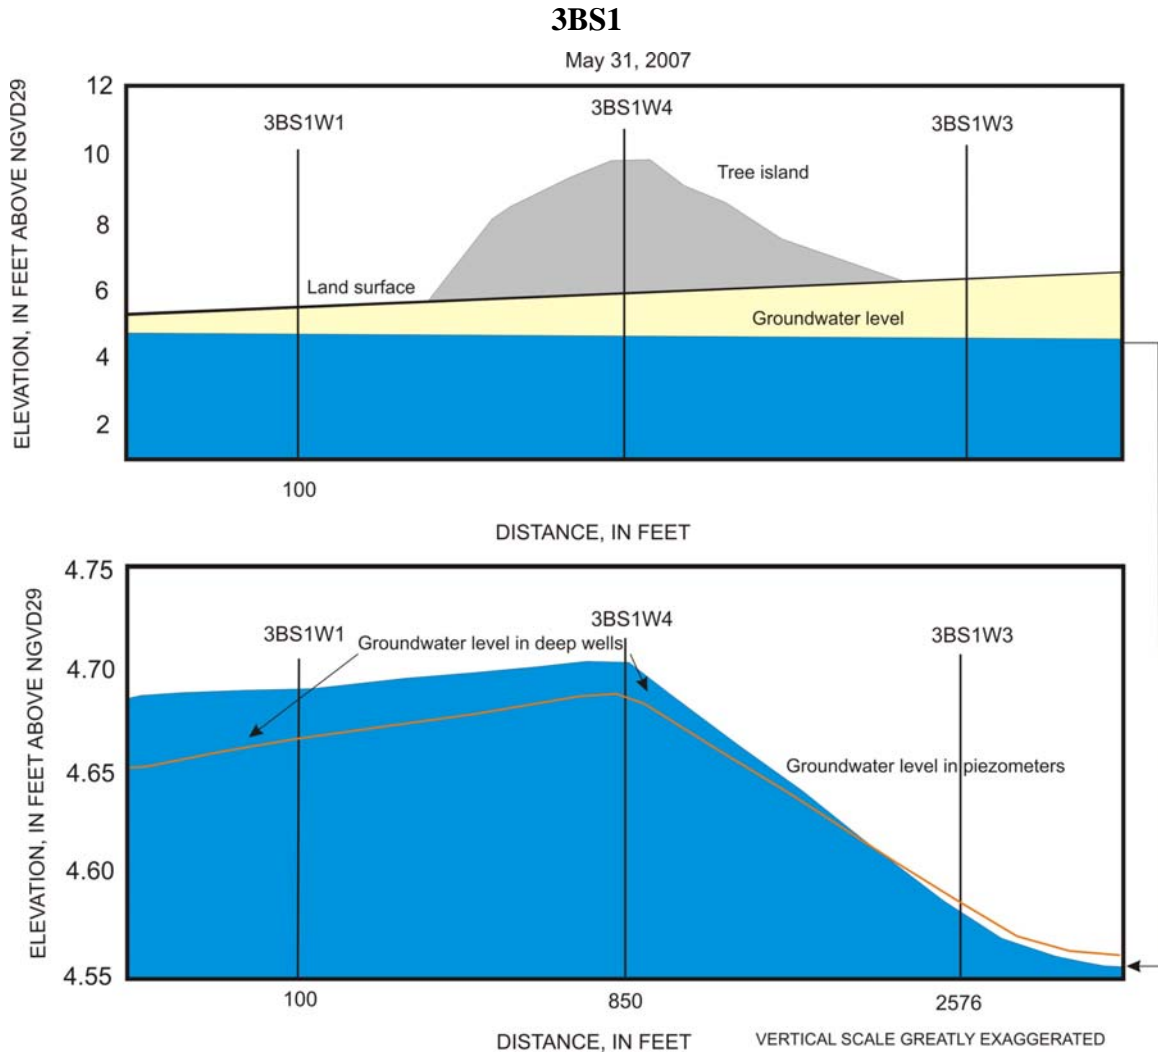 3BS1
May 31, 2007
ELEVATION, IN FEET ABOVE NGVD29
12
10
8
6
4
2
3BS1W1
3BS1W4
3BS1W3
Tree island
Land surface
Groundwater level
100
DISTANCE, IN FEET
ELEVATION, IN FEET ABOVE NGVD29
4.75
4.70
4.65
4.60
4.55
3BS1W1
3BS1W4
3BS1W3
Groundwater level in deep wells
Groundwater level in piezometers
100
850
2576
DISTANCE, IN FEET
VERTICAL SCALE GREATLY EXAGGERATED